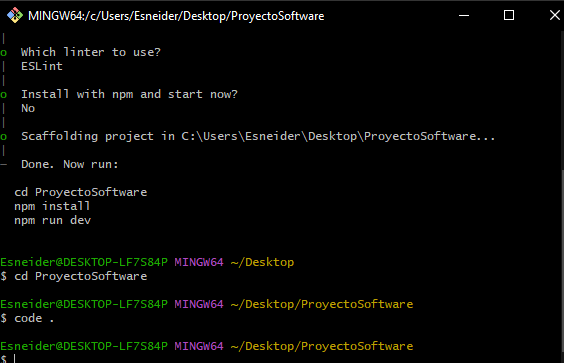 MINGW64:/c/Users/Esneider/Desktop/ProyectoSoftware
|
o  Which linter to use?
|  ESLint
|
o  Install with npm and start now?
|  No
|
o  Scaffolding project in C:\Users\Esneider\Desktop\ProyectoSoftware...
|
—  Done. Now run:
cd ProyectoSoftware
npm install
npm run dev
Esneider@DESKTOP-LF7S84P MINGW64 ~/Desktop
$ cd ProyectoSoftware
Esneider@DESKTOP-LF7S84P MINGW64 ~/Desktop/ProyectoSoftware
$ code .
Esneider@DESKTOP-LF7S84P MINGW64 ~/Desktop/ProyectoSoftware
$